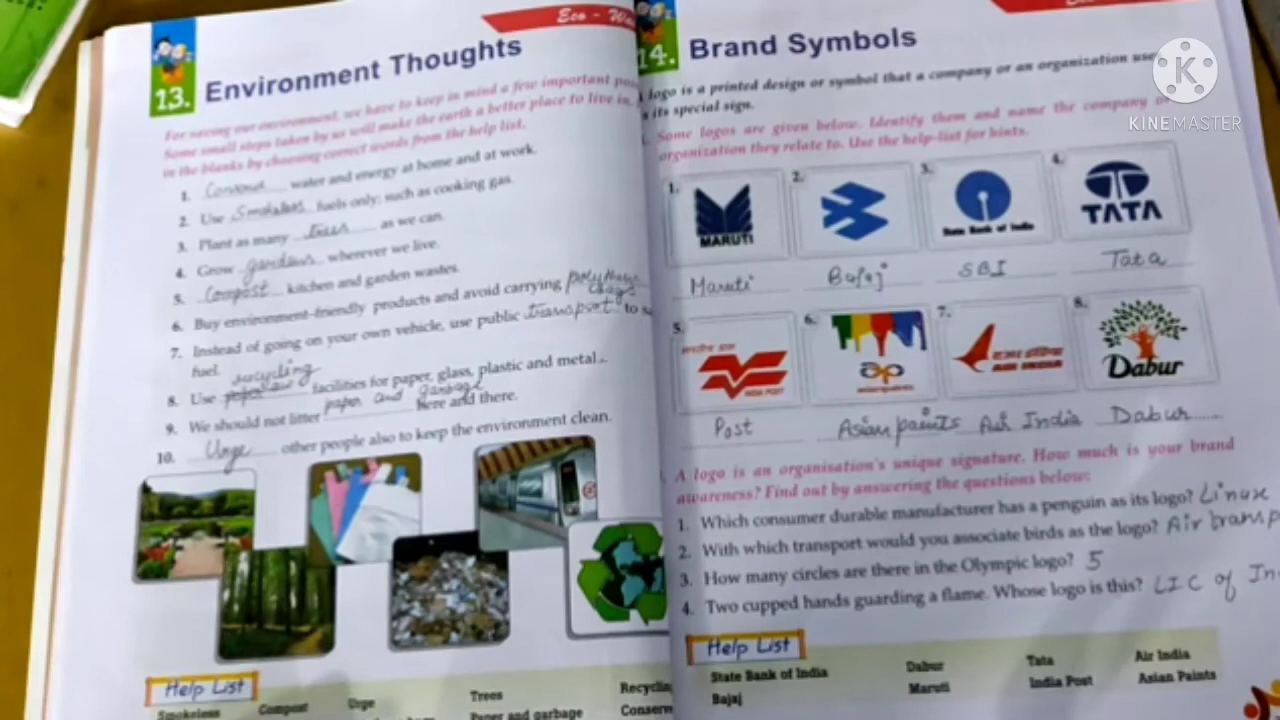 Eco - Wa
13. Environment Thoughts
For saving our environment, we have to keep in mind a few important po
Some small steps taken by us will make the earth a better place to live in.
in the blanks by choosing correct words from the help list.
1. Conserve water and energy at home and at work.
2. Use Smokeless fuels only; such as cooking gas.
3. Plant as many trees as we can.
4. Grow gardens wherever we live.
5. Compost kitchen and garden wastes.
6. Buy environment-friendly products and avoid carrying
7. Instead of going on your own vehicle, use public transport to sa
fuel.
recycling
8. Use facilities for paper, glass, plastic and metal.
9. We should not litter paper and garbage here and there.
10. Urge other people also to keep the environment clean.
Help List
Smokeless Compost Urge Trees Recyclin
Paper and garbage Conserv
14. Brand Symbols
logo is a printed design or symbol that a company or an organization use
s its special sign.
Some logos are given below. Identify them and name the company or
organization they relate to. Use the help-list for hints.
1. 2. 3. 4.
MARUTI State Bank of India TATA
Maruti Bajaj SBI Tata
5. 6. 7. 8.
भारतीय डाक INDIA POST ap एअर इंडिया AIR INDIA Dabur
Post Asian paints Air India Dabur
A logo is an organisation's unique signature. How much is your brand
awareness? Find out by answering the questions below:
1. Which consumer durable manufacturer has a penguin as its logo? Linux
2. With which transport would you associate birds as the logo? Air transp
3. How many circles are there in the Olympic logo? 5
4. Two cupped hands guarding a flame. Whose logo is this? LIC of In
Help List
State Bank of India Dabur Tata Air India
Bajaj Maruti India Post Asian Paints
K
KINEMASTER